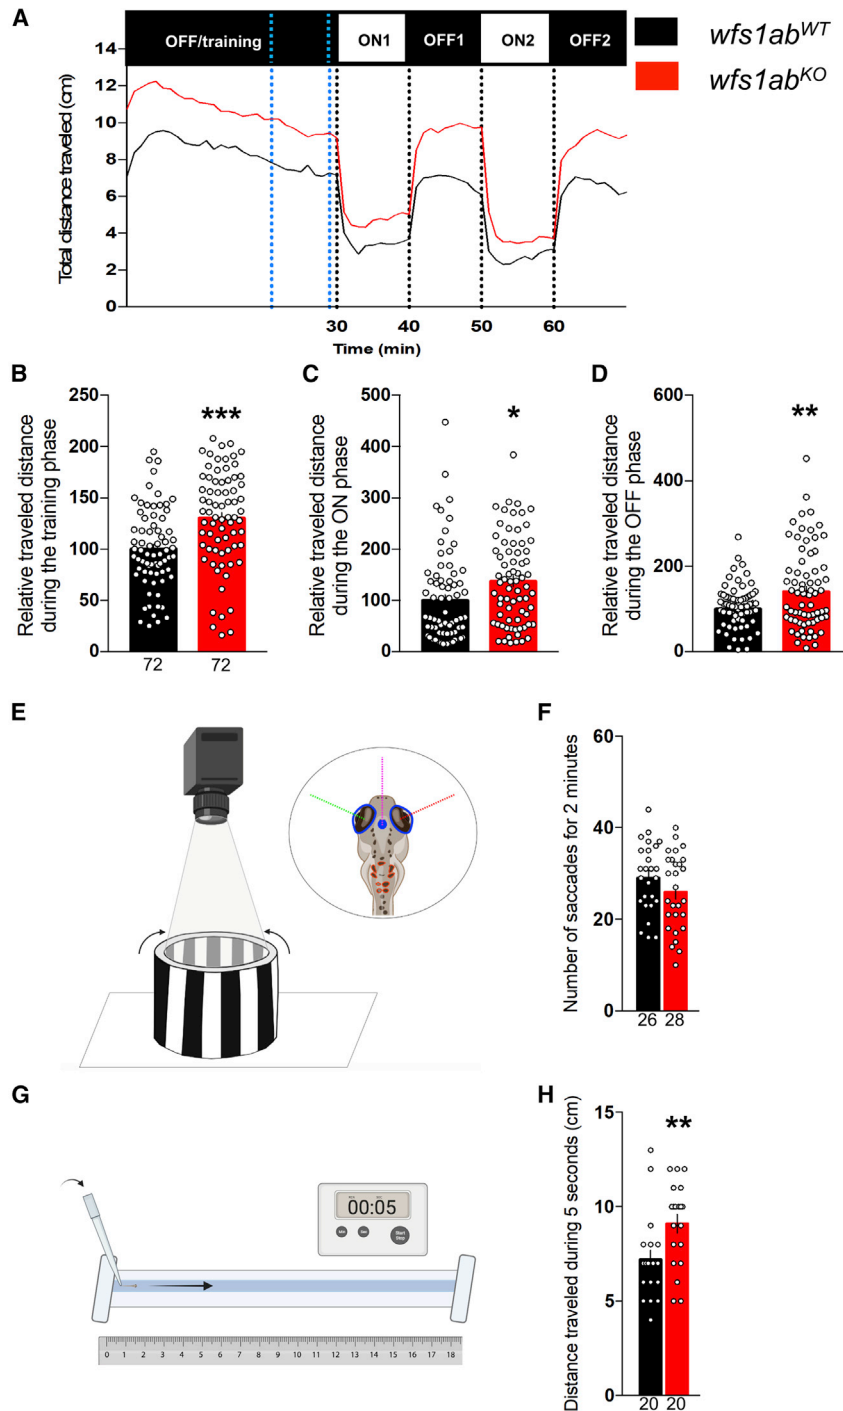 A
OFF/training ON1 OFF1 ON2 OFF2
wfs1abWT
wfs1abKO
Total distance traveled (cm)
14
12
10
8
6
4
2
0
30 40 50 60
Time (min)
B
Relative traveled distance
during the training phase
250
200
150
100
50
0
***
72 72
C
Relative traveled distance
during the ON phase
500
400
300
200
100
0
*
D
Relative traveled distance
during the OFF phase
600
400
200
0
**
E
F
Number of saccades for 2 minutes
60
40
20
0
26 28
G
00:05
Start
Stop
0 1 2 3 4 5 6 7 8 9 10 11 12 13 14 15 16 17 18
H
Distance traveled during 5 seconds (cm)
15
10
5
0
**
20 20